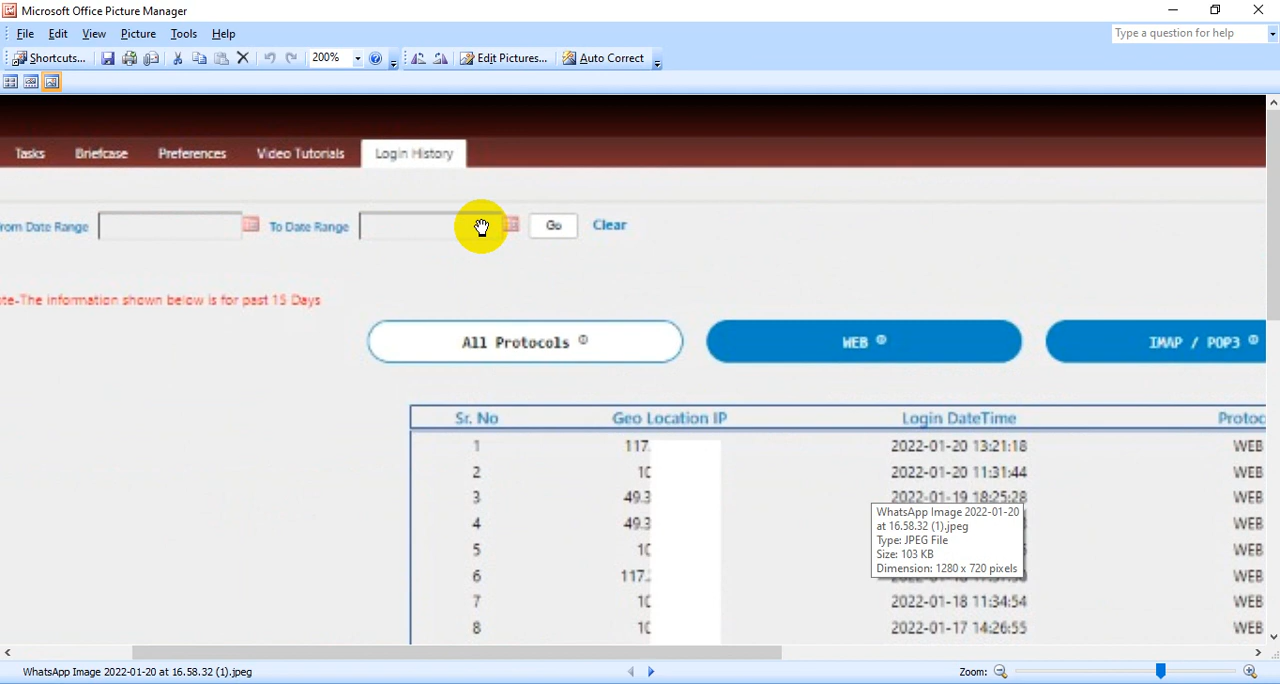 Microsoft Office Picture Manager
File Edit View Picture Tools Help
Type a question for help
Shortcuts... 200% Edit Pictures... Auto Correct
Tasks Briefcase Preferences Video Tutorials Login History
rom Date Range To Date Range Go Clear
te-The information shown below is for past 15 Days
All Protocols WEB IMAP / POP3
Sr. No Geo Location IP Login DateTime Protoc
1 117. 2022-01-20 13:21:18 WEB
2 10 2022-01-20 11:31:44 WEB
3 49.3 2022-01-19 18:25:28 WEB
4 49.3 WEB
5 10 WEB
6 117. WEB
7 10 2022-01-18 11:34:54 WEB
8 10 2022-01-17 14:26:55 WEB
WhatsApp Image 2022-01-20
at 16.58.32 (1).jpeg
Type: JPEG File
Size: 103 KB
Dimension: 1280 x 720 pixels
WhatsApp Image 2022-01-20 at 16.58.32 (1).jpeg Zoom: